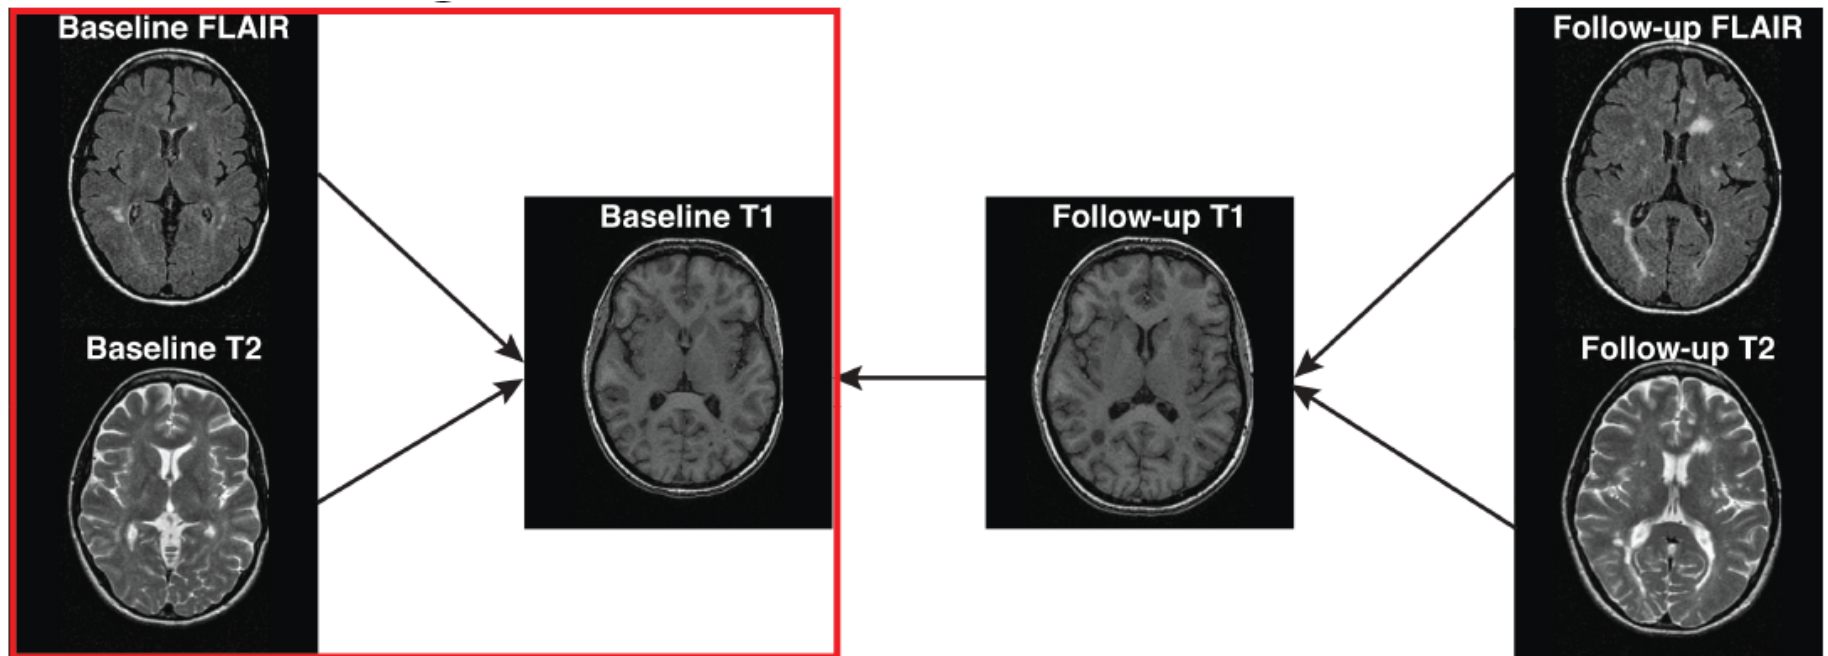 Baseline FLAIR
Baseline T2
Baseline T1
Follow-up T1
Follow-up FLAIR
Follow-up T2